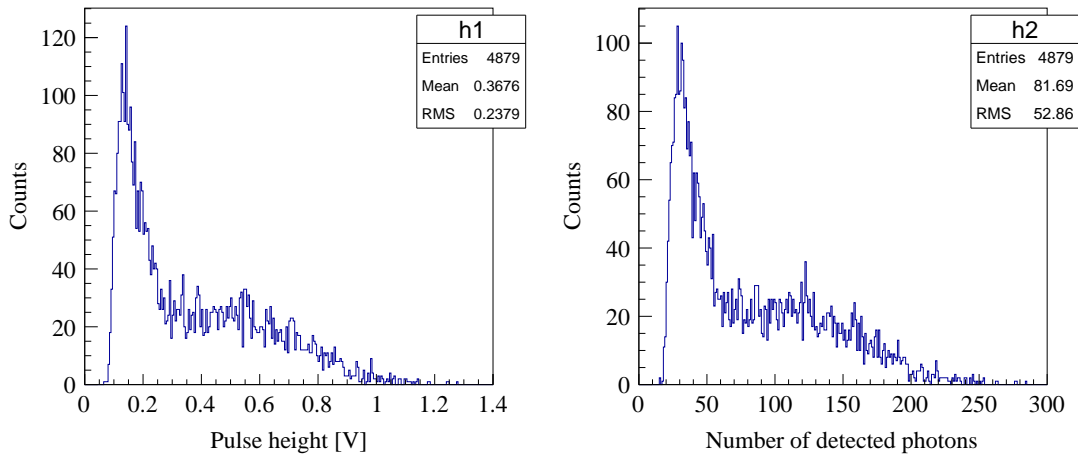 h1
Entries 4879
Mean 0.3676
RMS 0.2379
120
100
80
60
40
20
0
Counts
0 0.2 0.4 0.6 0.8 1 1.2 1.4
Pulse height [V]
h2
Entries 4879
Mean 81.69
RMS 52.86
100
80
60
40
20
0
Counts
0 50 100 150 200 250 300
Number of detected photons